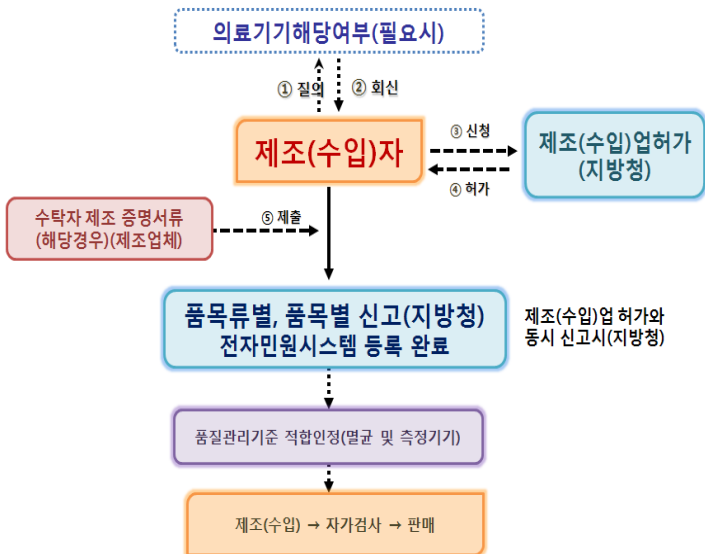 의료기기해당여부(필요시)
① 질의
② 회신
제조(수입)자
③ 신청
④ 허가
제조(수입)업허가
(지방청)
수탁자 제조 증명서류
(해당경우)(제조업체)
⑤ 제출
품목류별, 품목별 신고(지방청)
전자민원시스템 등록 완료
제조(수입)업 허가와
동시 신고시(지방청)
품질관리기준 적합인정(멸균 및 측정기기)
제조(수입) → 자가검사 → 판매